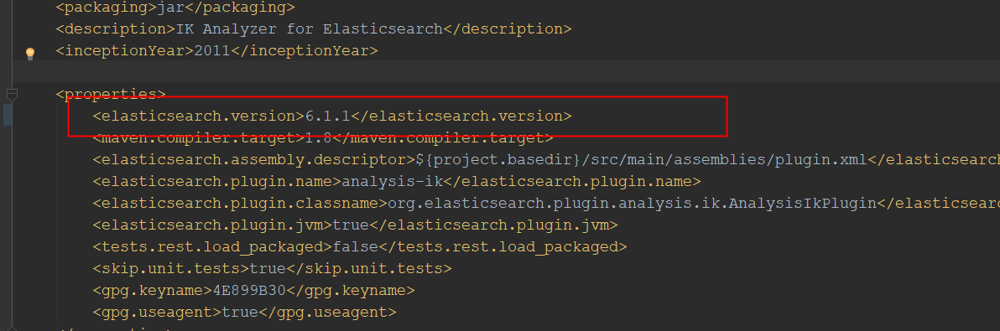 <packaging>jar</packaging>
<description>IK Analyzer for Elasticsearch</description>
<inceptionYear>2011</inceptionYear>
<properties>
<elasticsearch.version>6.1.1</elasticsearch.version>
<maven.compiler.target>1.8</maven.compiler.target>
<elasticsearch.assembly.descriptor>${project.basedir}/src/main/assemblies/plugin.xml</elasticsearch
<elasticsearch.plugin.name>analysis-ik</elasticsearch.plugin.name>
<elasticsearch.plugin.classname>org.elasticsearch.plugin.analysis.ik.AnalysisIkPlugin</elasticsearc
<elasticsearch.plugin.jvm>true</elasticsearch.plugin.jvm>
<tests.rest.load_packaged>false</tests.rest.load_packaged>
<skip.unit.tests>true</skip.unit.tests>
<gpg.keyname>4E899B30</gpg.keyname>
<gpg.useagent>true</gpg.useagent>